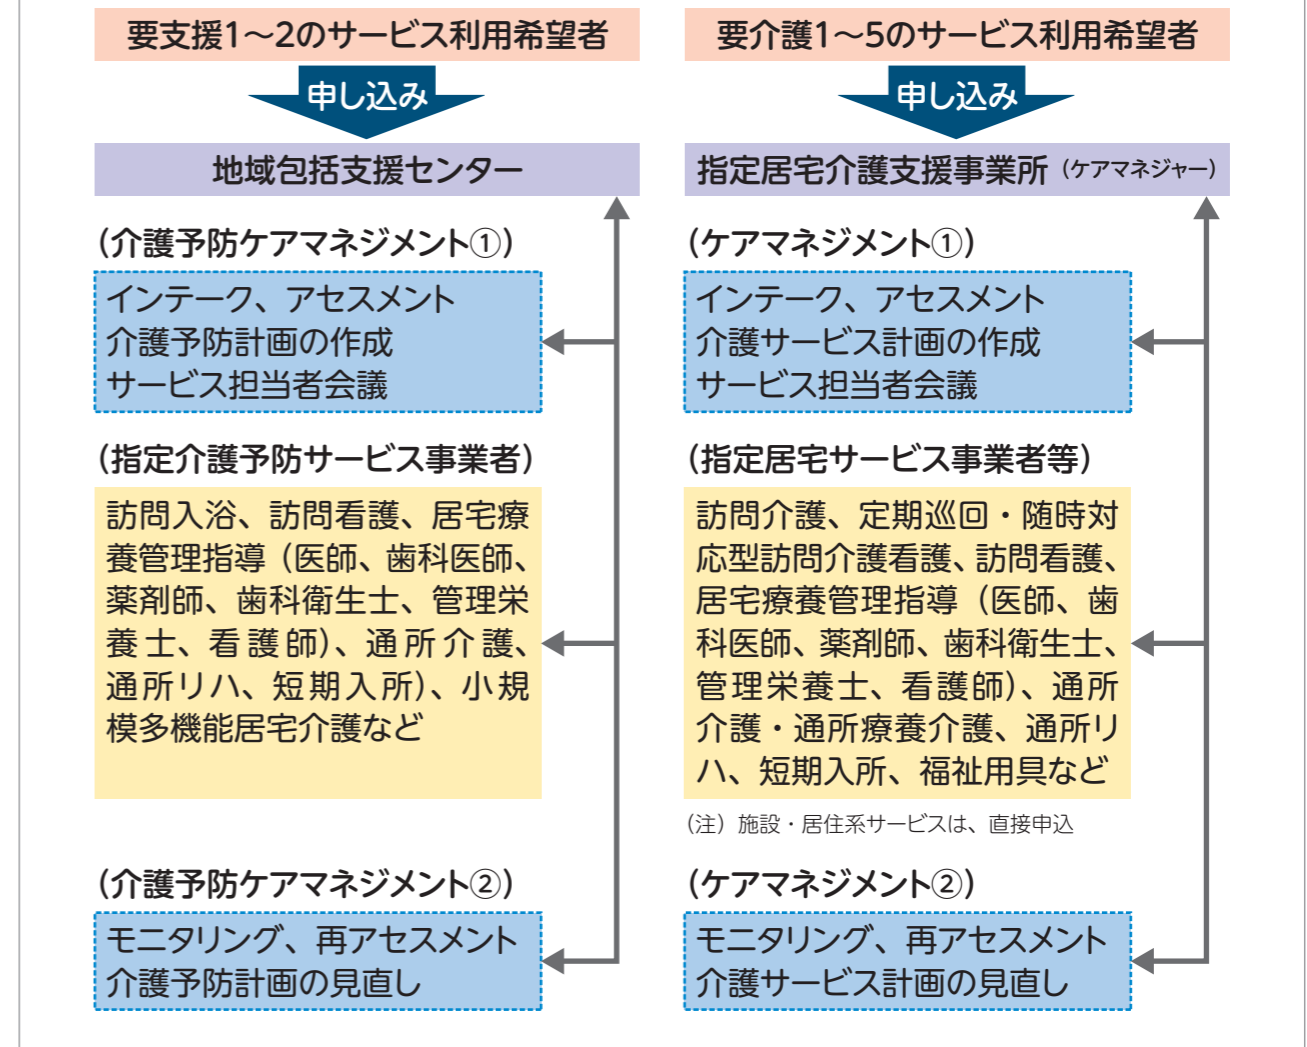 要支援1〜2のサービス利用希望者
申し込み
地域包括支援センター
（介護予防ケアマネジメント①）
インテーク、アセスメント
介護予防計画の作成
サービス担当者会議
（指定介護予防サービス事業者）
訪問入浴、訪問看護、居宅療
養管理指導（医師、歯科医師、
薬剤師、歯科衛生士、管理栄
養士、看護師）、通所介護、
通所リハ、短期入所）、小規
模多機能居宅介護など
（介護予防ケアマネジメント②）
モニタリング、再アセスメント
介護予防計画の見直し
要介護1〜5のサービス利用希望者
申し込み
指定居宅介護支援事業所（ケアマネジャー）
（ケアマネジメント①）
インテーク、アセスメント
介護サービス計画の作成
サービス担当者会議
（指定居宅サービス事業者等）
訪問介護、定期巡回・随時対
応型訪問介護看護、訪問看護、
居宅療養管理指導（医師、歯
科医師、薬剤師、歯科衛生士、
管理栄養士、看護師）、通所
介護・通所療養介護、通所リ
ハ、短期入所、福祉用具など
（注）施設・居住系サービスは、直接申込
（ケアマネジメント②）
モニタリング、再アセスメント
介護サービス計画の見直し